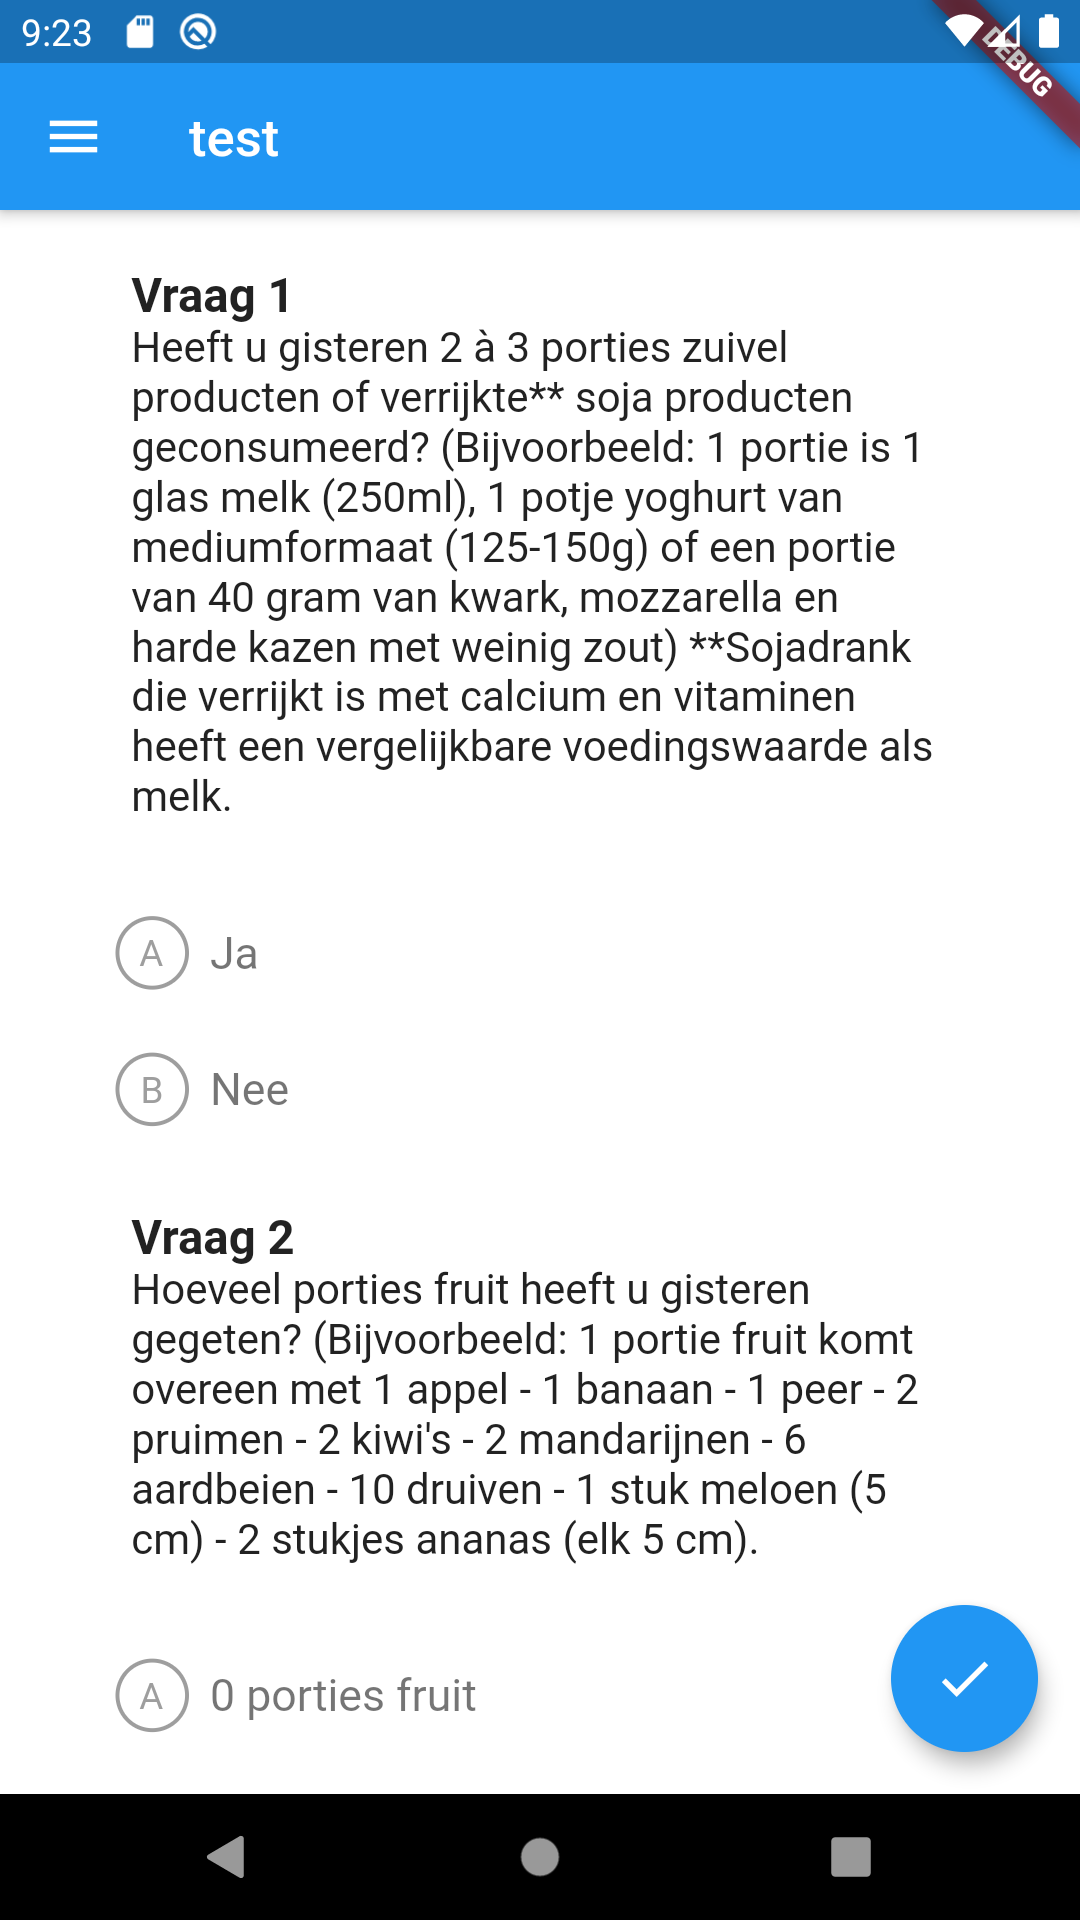 9:23
DEBUG
test
Vraag 1
Heeft u gisteren 2 à 3 porties zuivel
producten of verrijkte** soja producten
geconsumeerd? (Bijvoorbeeld: 1 portie is 1
glas melk (250ml), 1 potje yoghurt van
mediumformaat (125-150g) of een portie
van 40 gram van kwark, mozzarella en
harde kazen met weinig zout) **Sojadrank
die verrijkt is met calcium en vitaminen
heeft een vergelijkbare voedingswaarde als
melk.
A Ja
B Nee
Vraag 2
Hoeveel porties fruit heeft u gisteren
gegeten? (Bijvoorbeeld: 1 portie fruit komt
overeen met 1 appel - 1 banaan - 1 peer - 2
pruimen - 2 kiwi's - 2 mandarijnen - 6
aardbeien - 10 druiven - 1 stuk meloen (5
cm) - 2 stukjes ananas (elk 5 cm).
A 0 porties fruit